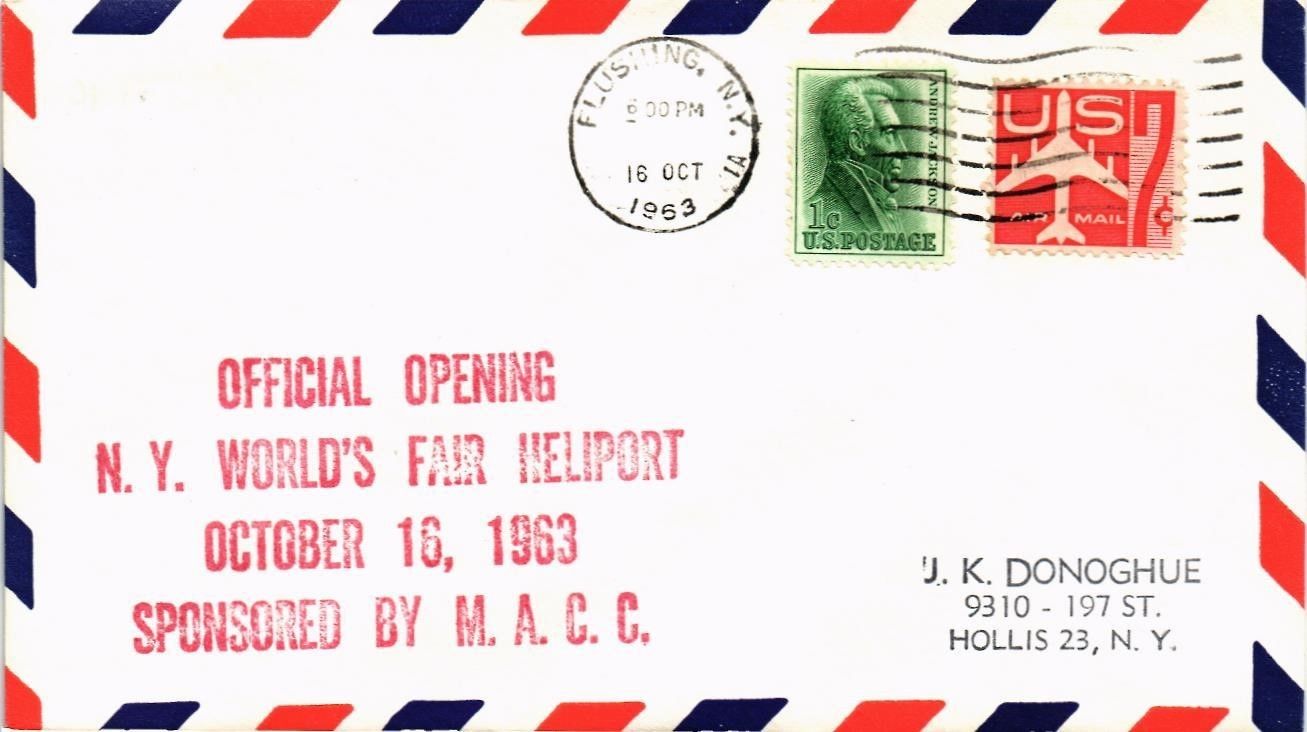 FLUSHING, N.Y.
6 00 PM
16 OCT
1963
1A
ANDREW JACKSON
1c
U.S. POSTAGE
US
7¢
AIR MAIL
OFFICIAL OPENING
N. Y. WORLD'S FAIR HELIPORT
OCTOBER 16, 1963
SPONSORED BY M. A. C. C.
J. K. DONOGHUE
9310 - 197 ST.
HOLLIS 23, N. Y.